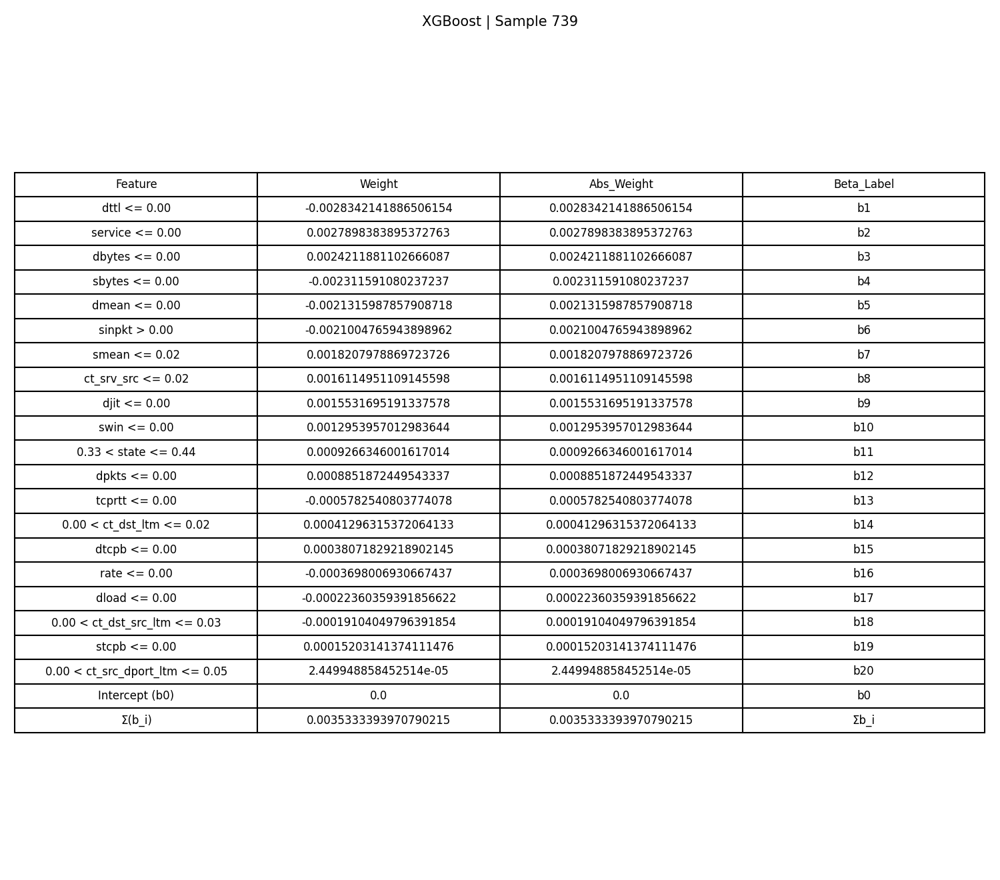 XGBoost | Sample 739
Feature Weight Abs_Weight Beta_Label
dttl <= 0.00 -0.0028342141886506154 0.0028342141886506154 b1
service <= 0.00 0.0027898383895372763 0.0027898383895372763 b2
dbytes <= 0.00 0.0024211881102666087 0.0024211881102666087 b3
sbytes <= 0.00 -0.002311591080237237 0.002311591080237237 b4
dmean <= 0.00 -0.0021315987857908718 0.0021315987857908718 b5
sinpkt > 0.00 -0.0021004765943898962 0.0021004765943898962 b6
smean <= 0.02 0.0018207978869723726 0.0018207978869723726 b7
ct_srv_src <= 0.02 0.0016114951109145598 0.0016114951109145598 b8
djit <= 0.00 0.0015531695191337578 0.0015531695191337578 b9
swin <= 0.00 0.0012953957012983644 0.0012953957012983644 b10
0.33 < state <= 0.44 0.0009266346001617014 0.0009266346001617014 b11
dpkts <= 0.00 0.0008851872449543337 0.0008851872449543337 b12
tcprtt <= 0.00 -0.0005782540803774078 0.0005782540803774078 b13
0.00 < ct_dst_ltm <= 0.02 0.00041296315372064133 0.00041296315372064133 b14
dtcpb <= 0.00 0.00038071829218902145 0.00038071829218902145 b15
rate <= 0.00 -0.0003698006930667437 0.0003698006930667437 b16
dload <= 0.00 -0.00022360359391856622 0.00022360359391856622 b17
0.00 < ct_dst_src_ltm <= 0.03 -0.00019104049796391854 0.00019104049796391854 b18
stcpb <= 0.00 0.00015203141374111476 0.00015203141374111476 b19
0.00 < ct_src_dport_ltm <= 0.05 2.449948858452514e-05 2.449948858452514e-05 b20
Intercept (b0) 0.0 0.0 b0
Σ(b_i) 0.0035333393970790215 0.0035333393970790215 Σb_i